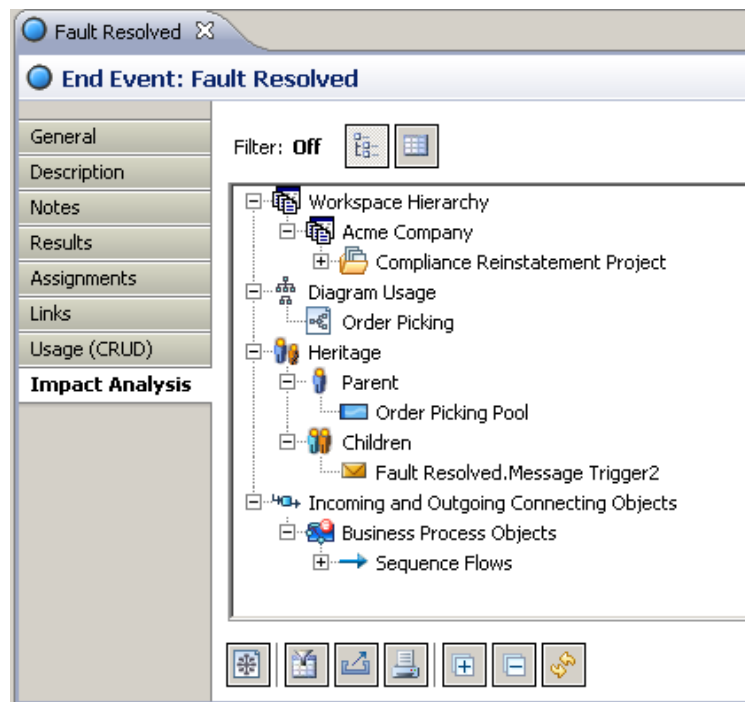 Fault Resolved
End Event: Fault Resolved
General
Description
Notes
Results
Assignments
Links
Usage (CRUD)
Impact Analysis
Filter: Off
Workspace Hierarchy
Acme Company
Compliance Reinstatement Project
Diagram Usage
Order Picking
Heritage
Parent
Order Picking Pool
Children
Fault Resolved.Message Trigger2
Incoming and Outgoing Connecting Objects
Business Process Objects
Sequence Flows